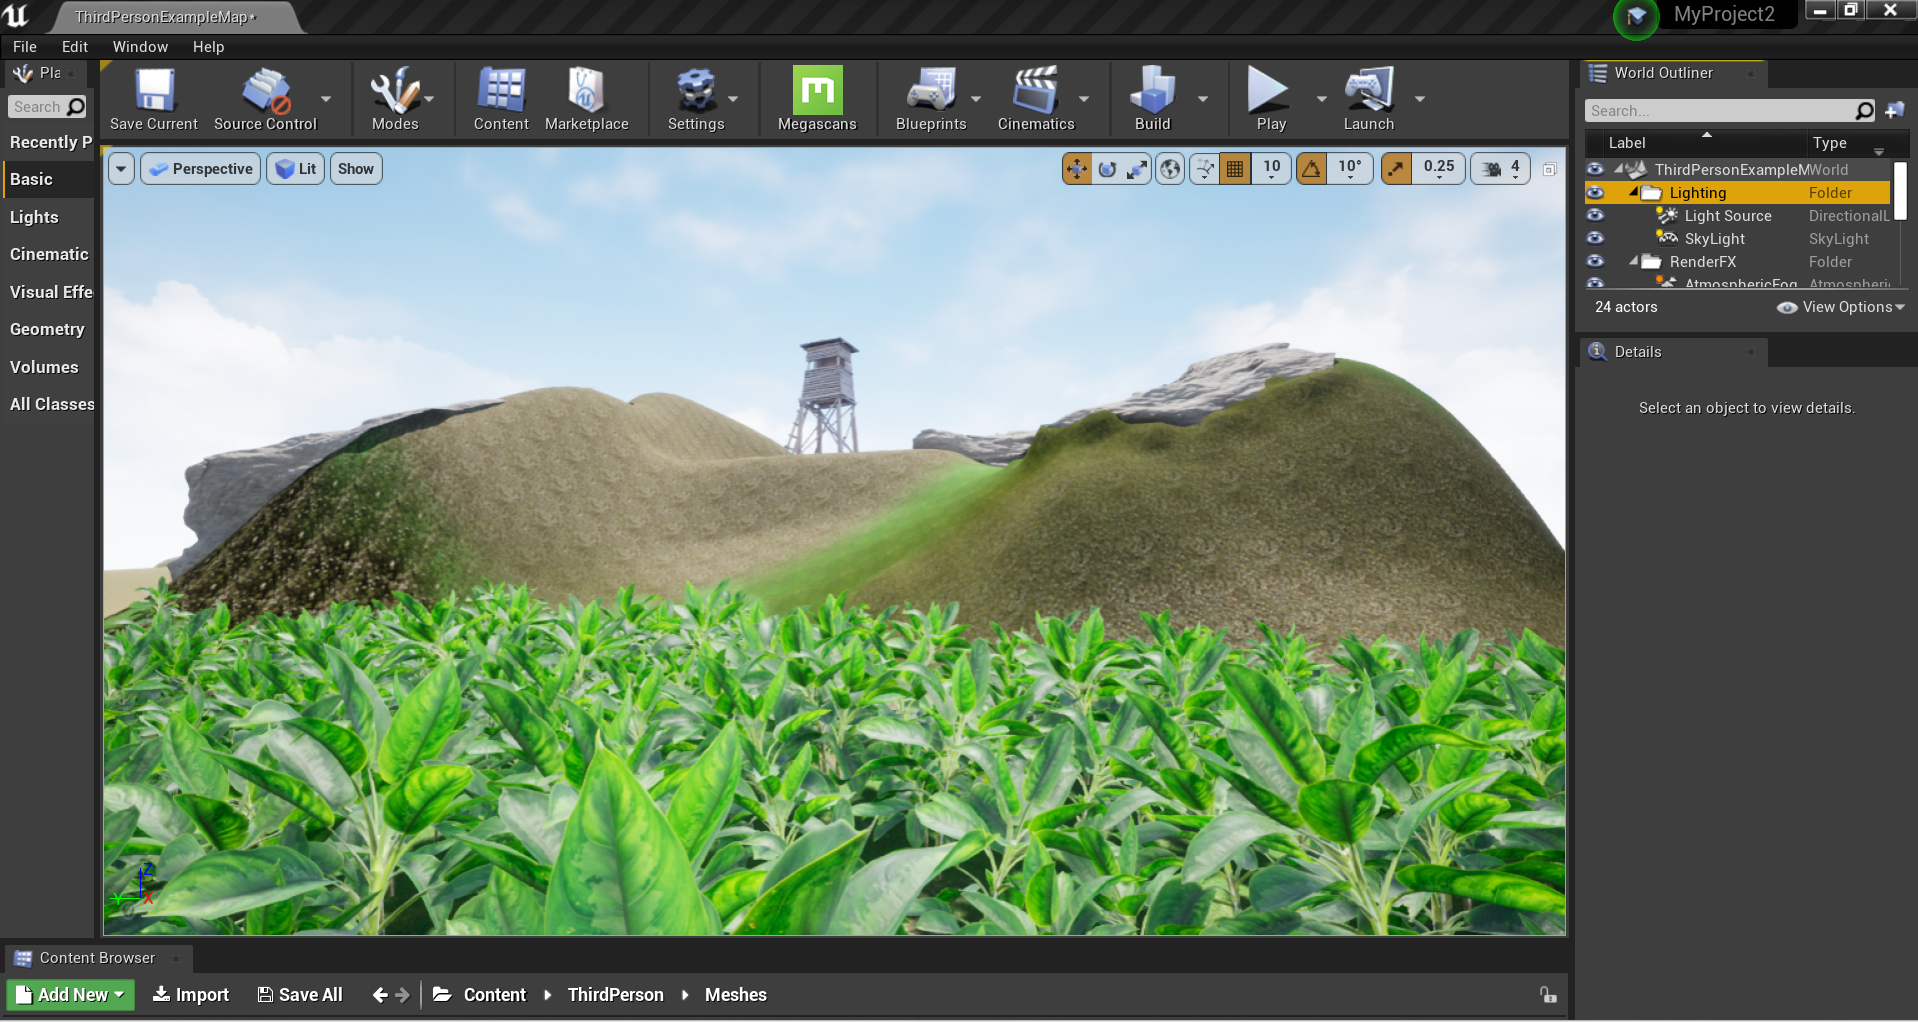 ThirdPersonExampleMap*
MyProject2
File Edit Window Help
Pla
Search
Recently P
Basic
Lights
Cinematic
Visual Effe
Geometry
Volumes
All Classes
Save Current Source Control Modes Content Marketplace Settings Megascans Blueprints Cinematics Build Play Launch
Perspective Lit Show
10 10° 0.25 4
World Outliner
Search...
Label Type
ThirdPersonExampleM World
Lighting Folder
Light Source DirectionalL
SkyLight SkyLight
RenderFX Folder
AtmosphericFog Atmospheri
24 actors View Options
Details
Select an object to view details.
Z
Y X
Content Browser
Add New Import Save All Content ThirdPerson Meshes